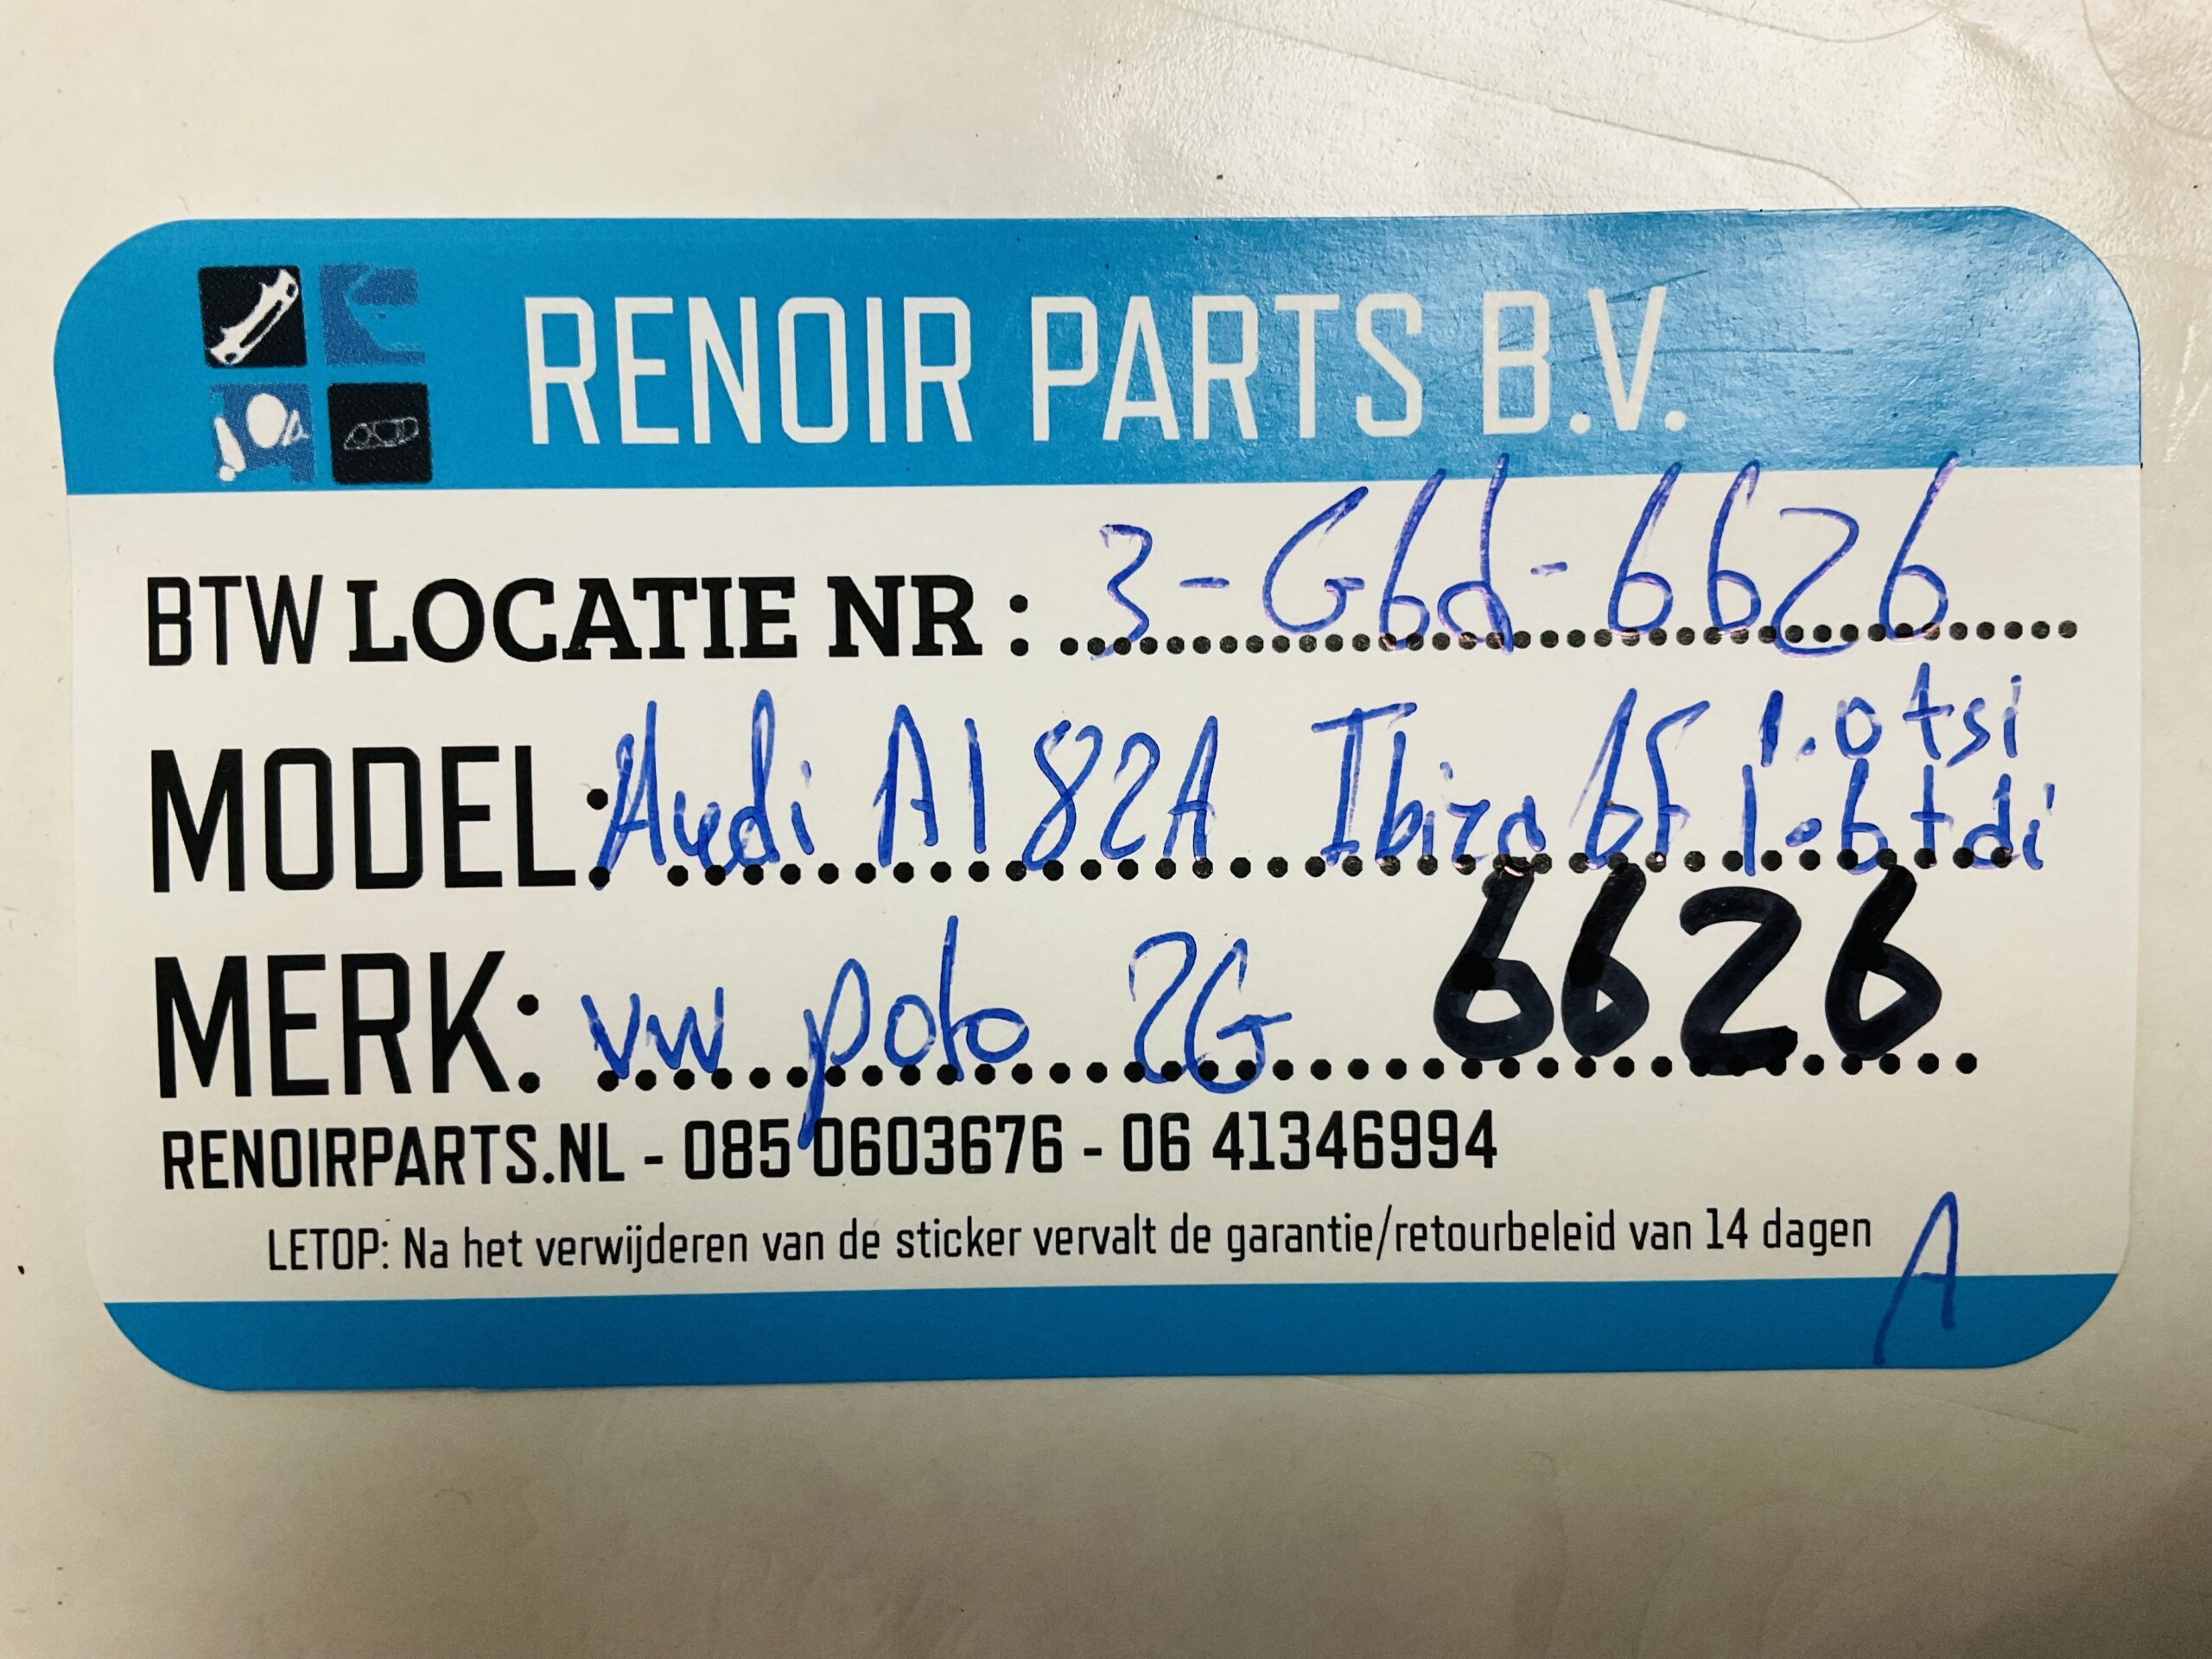 RENOIR PARTS B.V.
BTW LOCATIE NR : 3-G6d-6626
1.0 tsi
MODEL: Audi A1 82A Ibiza 6F 1.6 tdi
MERK: vw polo 2G 6626
RENOIRPARTS.NL - 085 0603676 - 06 41346994
LETOP: Na het verwijderen van de sticker vervalt de garantie/retourbeleid van 14 dagen
A